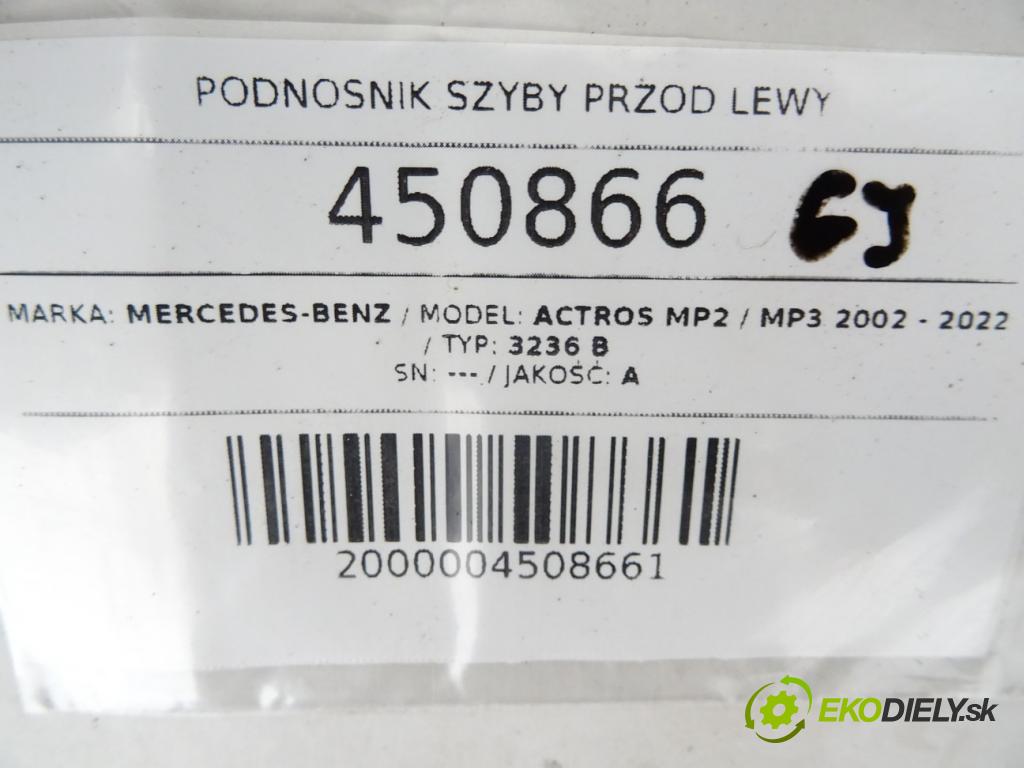 PODNOSNIK SZYBY PRZOD LEWY
450866
MARKA: MERCEDES-BENZ / MODEL: ACTROS MP2 / MP3 2002 - 2022
/ TYP: 3236 B
SN: --- / JAKOŚĆ: A
2000004508661
EKODIELY.sk